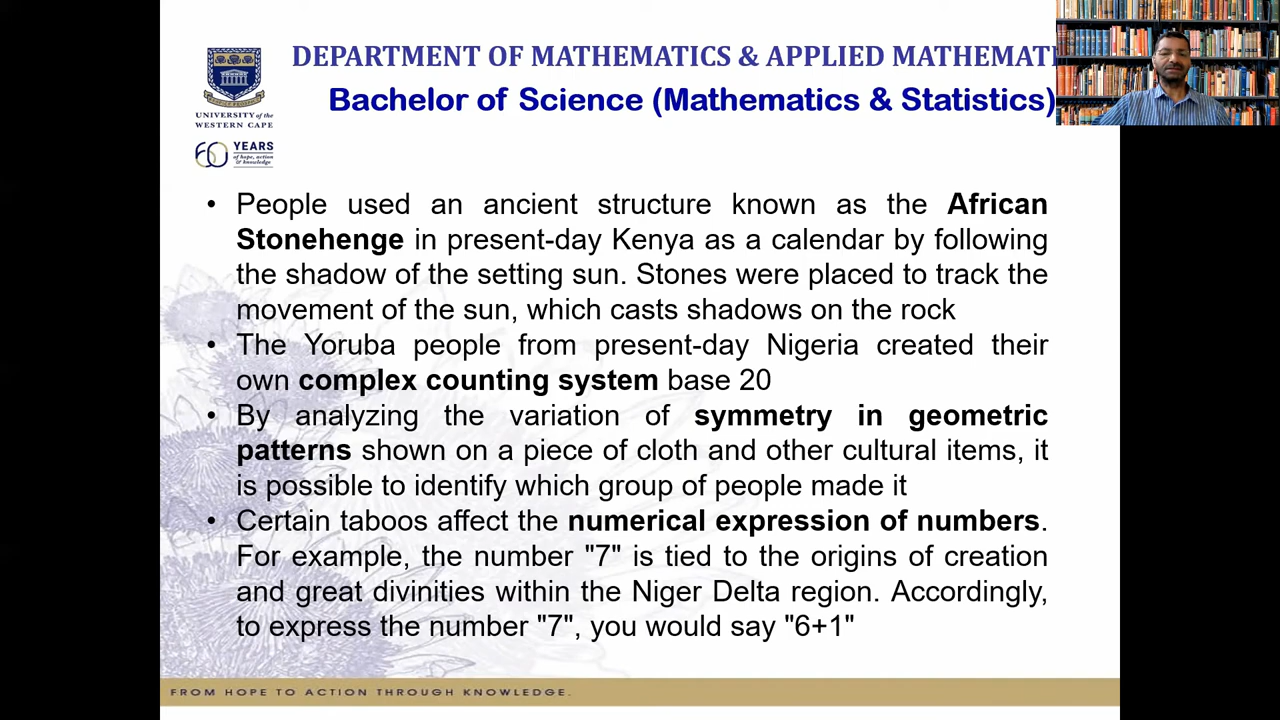 DEPARTMENT OF MATHEMATICS & APPLIED MATHEMATI
Bachelor of Science (Mathematics & Statistics)
UNIVERSITY of the
WESTERN CAPE
60 YEARS
of hope, action
& knowledge
• People used an ancient structure known as the African
Stonehenge in present-day Kenya as a calendar by following
the shadow of the setting sun. Stones were placed to track the
movement of the sun, which casts shadows on the rock
• The Yoruba people from present-day Nigeria created their
own complex counting system base 20
• By analyzing the variation of symmetry in geometric
patterns shown on a piece of cloth and other cultural items, it
is possible to identify which group of people made it
• Certain taboos affect the numerical expression of numbers.
For example, the number "7" is tied to the origins of creation
and great divinities within the Niger Delta region. Accordingly,
to express the number "7", you would say "6+1"
FROM HOPE TO ACTION THROUGH KNOWLEDGE.